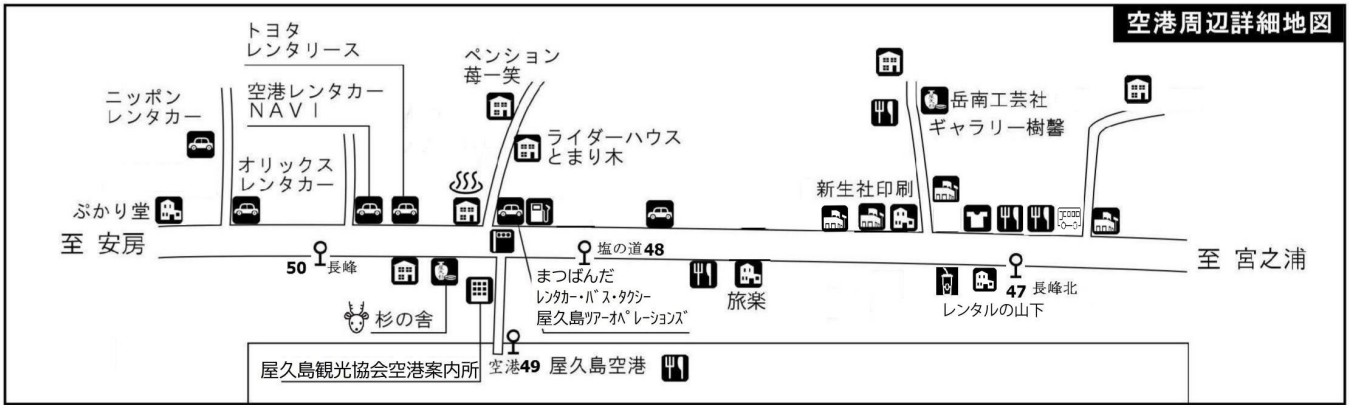 空港周辺詳細地図
トヨタ
レンタリース
ペンション
苺一笑
ニッポン
レンタカー
空港レンタカー
NAVI
岳南工芸社
ギャラリー樹馨
ライダーハウス
とまり木
オリックス
レンタカー
新生社印刷
ぷかり堂
至 安房
至 宮之浦
50 長峰
塩の道 48
47 長峰北
まつばんだ
レンタカー・バス・タクシー
屋久島ツアーオペレーションズ
旅楽
レンタルの山下
杉の舎
屋久島観光協会空港案内所
空港49 屋久島空港